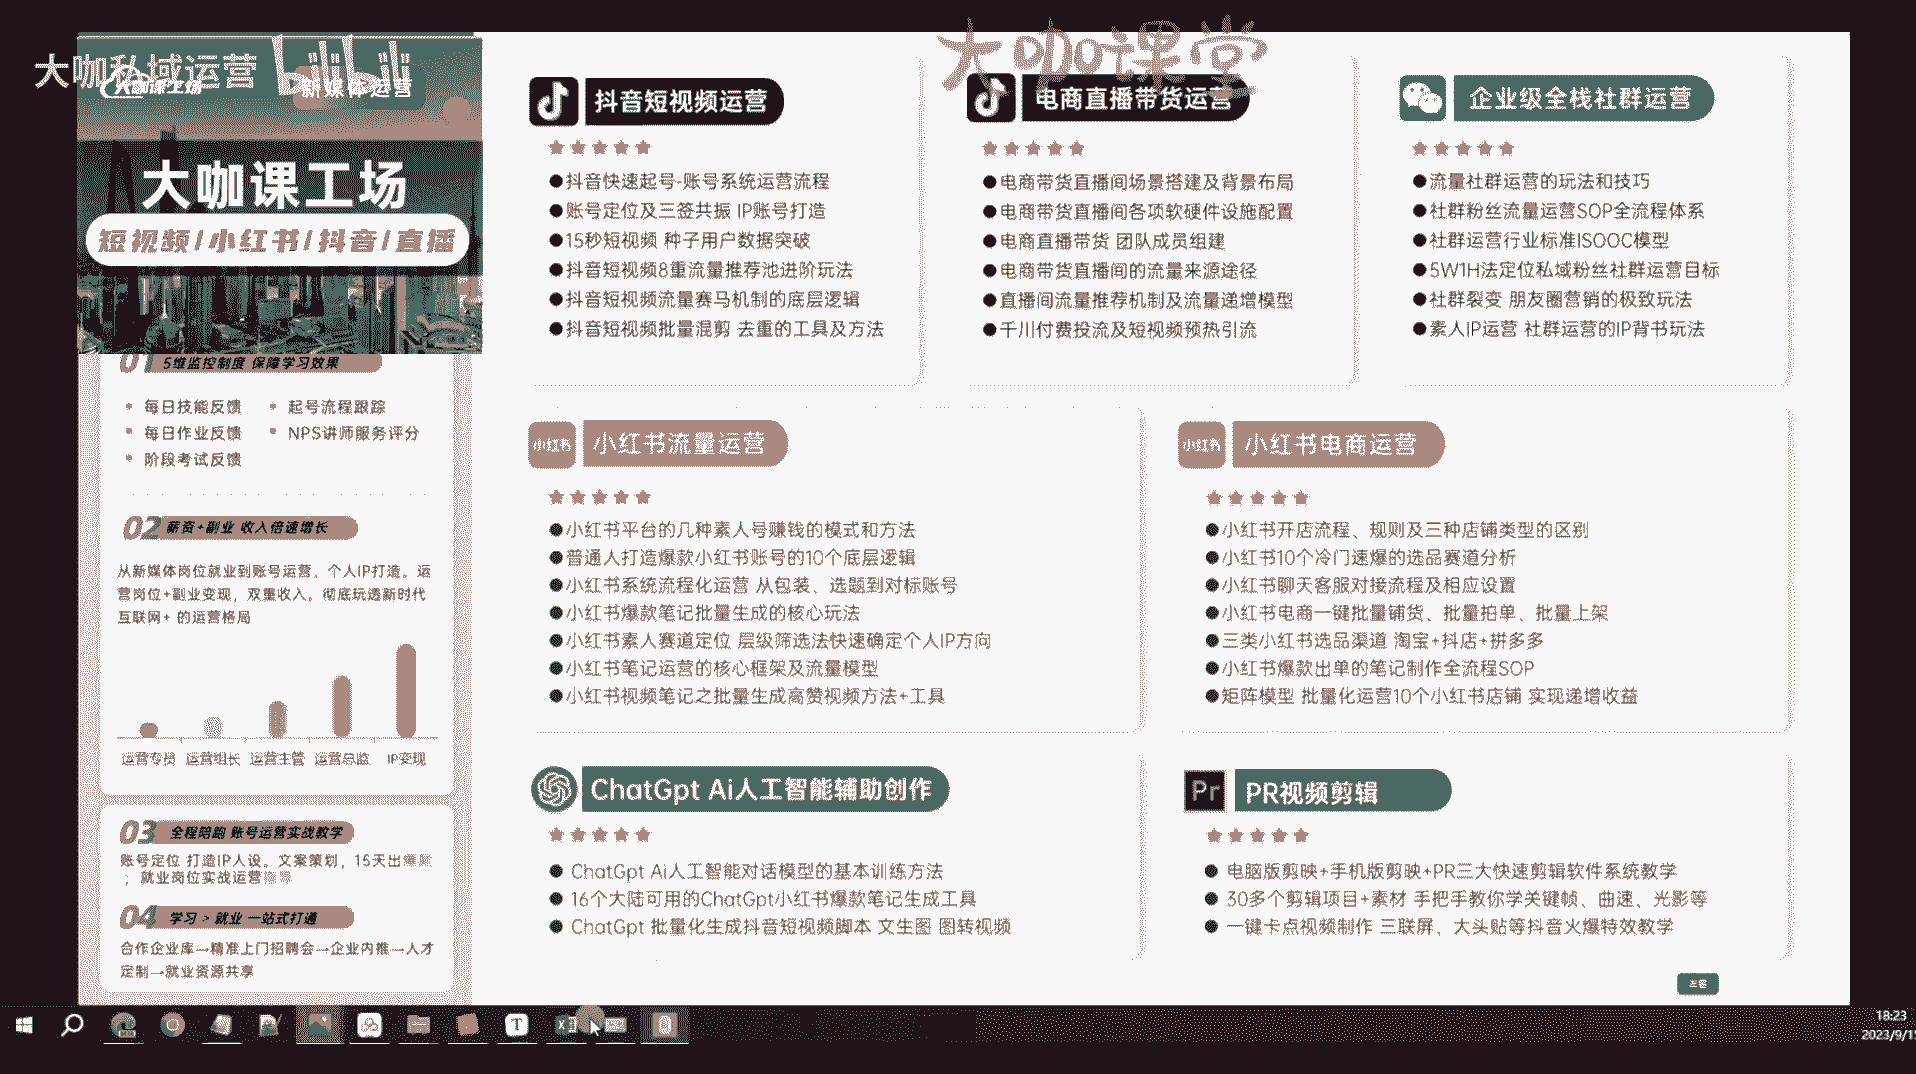 大咖私域运营
bilibili
大咖课工场
新媒体运营
大咖课工场
短视频/小红书/抖音/直播
01 5维监控制度 保障学习效果
每日技能反馈
起号流程跟踪
每日作业反馈
NPS讲师服务评分
阶段考试反馈
02 薪资+副业 收入倍速增长
从新媒体岗位就业到账号运营，个人IP打造。运
营岗位+副业变现，双重收入。彻底玩透新时代
互联网+ 的运营格局
运营专员 运营组长 运营主管 运营总监 IP变现
03 全程陪跑 账号运营实战教学
账号定位 打造IP人设。文案策划，15天出爆款
；就业岗位实战运营
04 学习 > 就业 一站式打通
合作企业库→精准上门招聘会→企业内推→人才
定制→就业资源共享
大咖课堂
抖音短视频运营
●抖音快速起号-账号系统运营流程
●账号定位及三签共振 IP账号打造
●15秒短视频 种子用户数据突破
●抖音短视频8重流量推荐池进阶玩法
●抖音短视频流量赛马机制的底层逻辑
●抖音短视频批量混剪 去重的工具及方法
电商直播带货运营
●电商带货直播间场景搭建及背景布局
●电商带货直播间各项软硬件设施配置
●电商直播带货 团队成员组建
●电商带货直播间的流量来源途径
●直播间流量推荐机制及流量递增模型
●千川付费投流及短视频预热引流
企业级全栈社群运营
●流量社群运营的玩法和技巧
●社群粉丝流量运营SOP全流程体系
●社群运营行业标准ISOOC模型
●5W1H法定位私域粉丝社群运营目标
●社群裂变 朋友圈营销的极致玩法
●素人IP运营 社群运营的IP背书玩法
小红书 小红书流量运营
●小红书平台的几种素人号赚钱的模式和方法
●普通人打造爆款小红书账号的10个底层逻辑
●小红书系统流程化运营 从包装、选题到对标账号
●小红书爆款笔记批量生成的核心玩法
●小红书素人赛道定位 层级筛选法快速确定个人IP方向
●小红书笔记运营的核心框架及流量模型
●小红书视频笔记之批量生成高赞视频方法+工具
小红书 小红书电商运营
●小红书开店流程、规则及三种店铺类型的区别
●小红书10个冷门速爆的选品赛道分析
●小红书聊天客服对接流程及相应设置
●小红书电商一键批量铺货、批量拍单、批量上架
●三类小红书选品渠道 淘宝+抖店+拼多多
●小红书爆款出单的笔记制作全流程SOP
●矩阵模型 批量化运营10个小红书店铺 实现递增收益
ChatGpt Ai人工智能辅助创作
● ChatGpt Ai人工智能对话模型的基本训练方法
● 16个大陆可用的ChatGpt小红书爆款笔记生成工具
● ChatGpt 批量化生成抖音短视频脚本 文生图 图转视频
Pr PR视频剪辑
● 电脑版剪映+手机版剪映+PR三大快速剪辑软件系统教学
● 30多个剪辑项目+素材 手把手教你学关键帧、曲速、光影等
● 一键卡点视频制作 三联屏、大头贴等抖音火爆特效教学
18:23
2023/9/1